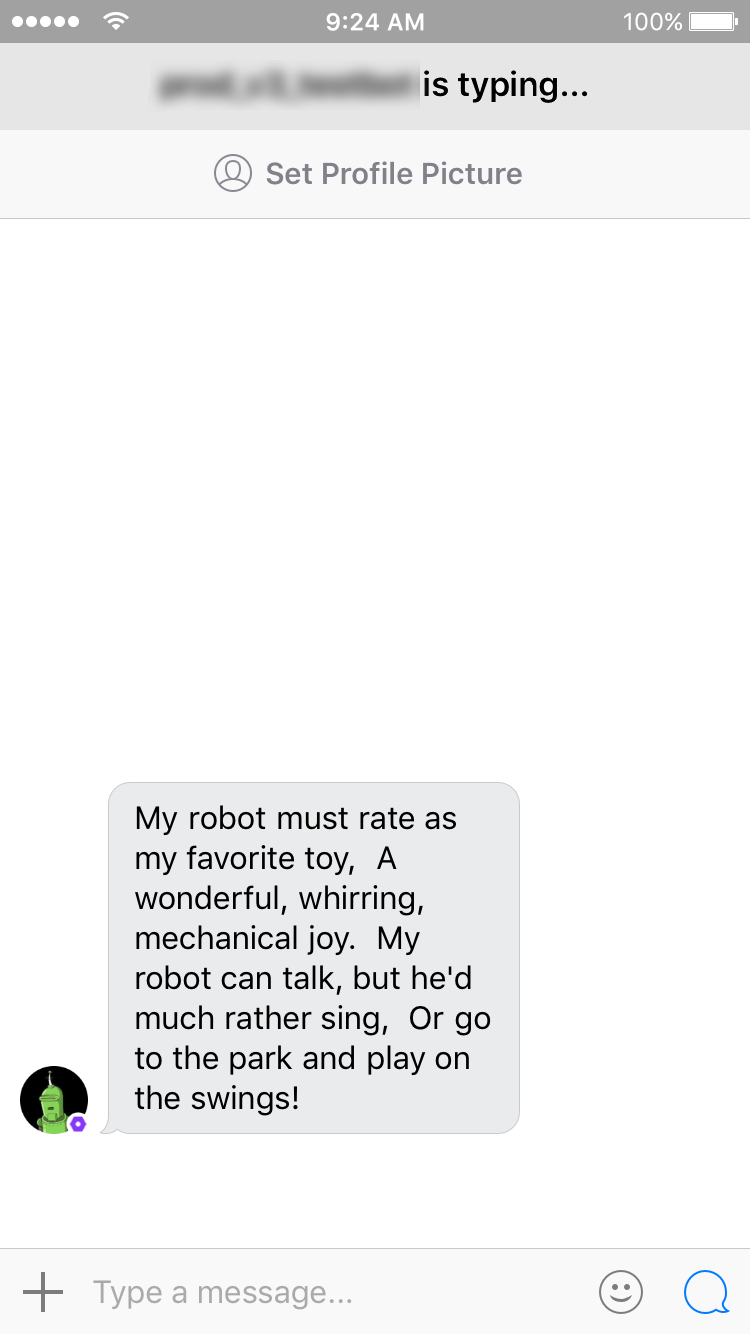 9:24 AM 100%
is typing...
Set Profile Picture
My robot must rate as
my favorite toy,  A
wonderful, whirring,
mechanical joy.  My
robot can talk, but he'd
much rather sing,  Or go
to the park and play on
the swings!
Type a message...